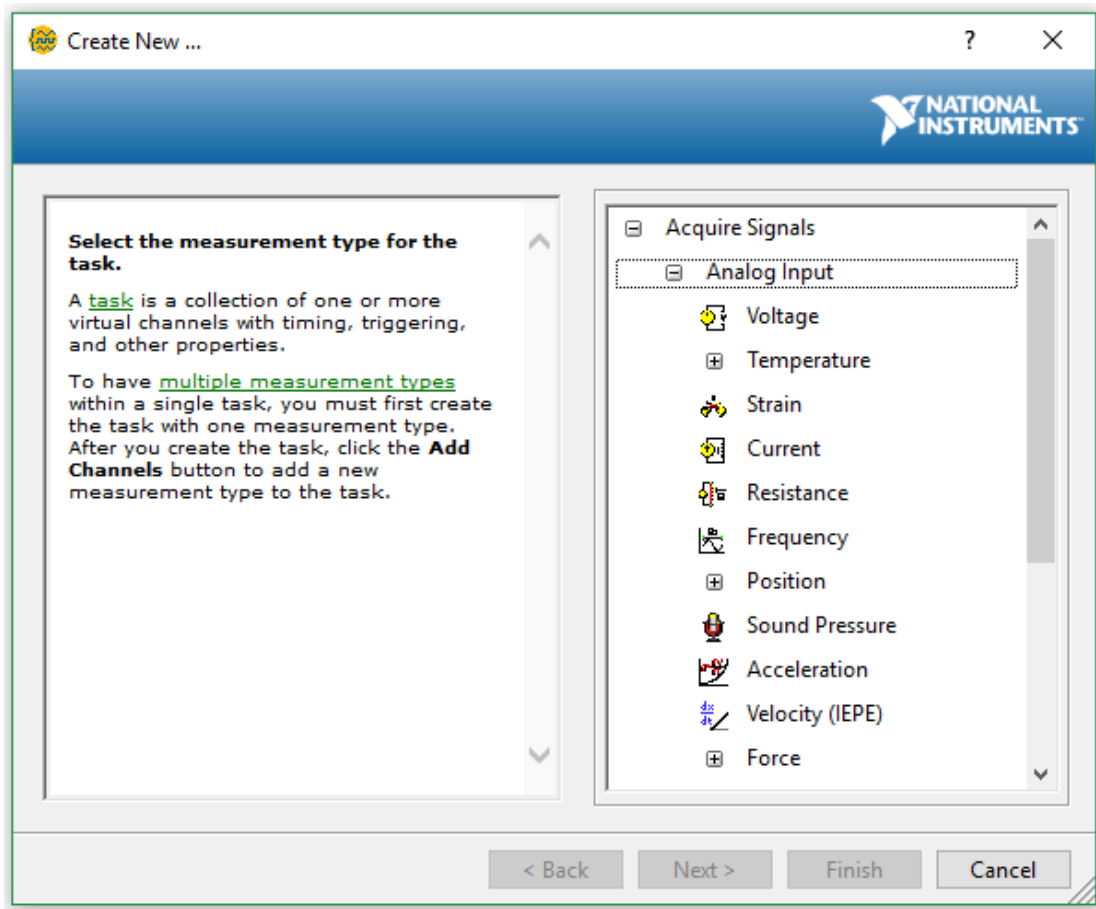 Create New ...
?
NATIONAL
INSTRUMENTS™
Select the measurement type for the
task.
A task is a collection of one or more
virtual channels with timing, triggering,
and other properties.
To have multiple measurement types
within a single task, you must first create
the task with one measurement type.
After you create the task, click the Add
Channels button to add a new
measurement type to the task.
Acquire Signals
Analog Input
Voltage
Temperature
Strain
Current
Resistance
Frequency
Position
Sound Pressure
Acceleration
dx
dt
Velocity (IEPE)
Force
< Back
Next >
Finish
Cancel